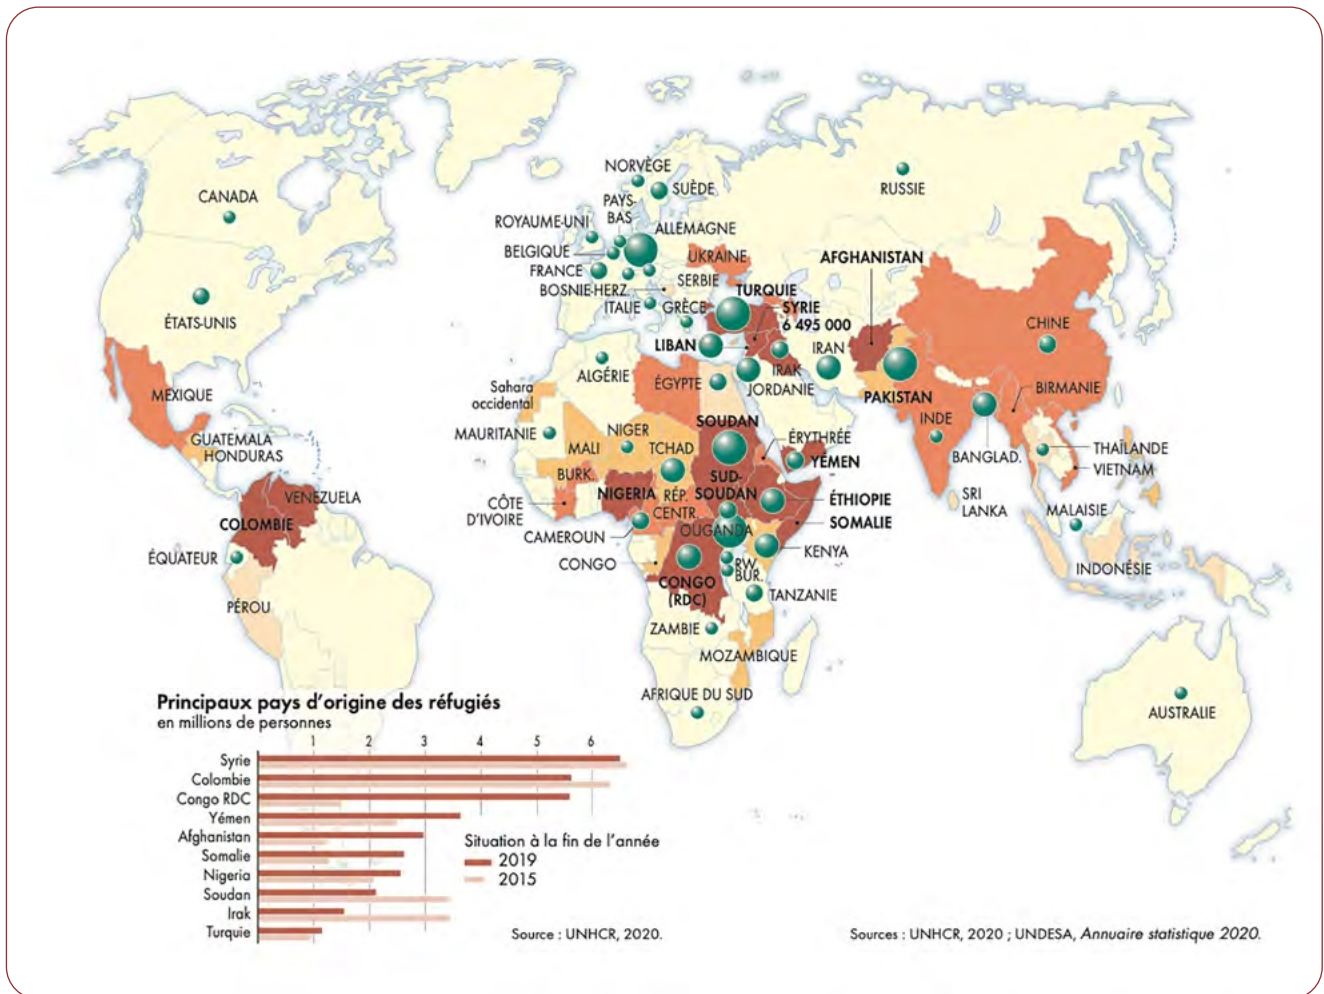 NORVÈGE
SUÈDE
RUSSIE
CANADA
PAYS-
BAS
ROYAUME-UNI
ALLEMAGNE
BELGIQUE
UKRAINE
AFGHANISTAN
FRANCE
SERBIE
BOSNIE-HERZ.
TURQUIE
ITALIE
GRÈCE
SYRIE
6 495 000
ÉTATS-UNIS
CHINE
LIBAN
IRAN
ALGÉRIE
IRAK
ÉGYPTE
JORDANIE
Sahara
occidental
BIRMANIE
MEXIQUE
PAKISTAN
INDE
SOUDAN
MAURITANIE
NIGER
ÉRYTHRÉE
GUATEMALA
HONDURAS
MALI
TCHAD
YÉMEN
BANGLAD.
THAÏLANDE
VIETNAM
BURK.
SUD-
SOUDAN
VENEZUELA
NIGERIA
RÉP.
CENTR.
ÉTHIOPIE
SRI
LANKA
CÔTE
D'IVOIRE
MALAISIE
COLOMBIE
SOMALIE
CAMEROUN
OUGANDA
ÉQUATEUR
CONGO
KENYA
RW.
BUR.
INDONÉSIE
CONGO
(RDC)
TANZANIE
PÉROU
ZAMBIE
MOZAMBIQUE
AFRIQUE DU SUD
AUSTRALIE
Principaux pays d'origine des réfugiés
en millions de personnes
1 2 3 4 5 6
Syrie
Colombie
Congo RDC
Yémen
Afghanistan
Somalie
Nigeria
Soudan
Irak
Turquie
Situation à la fin de l'année
2019
2015
Source : UNHCR, 2020.
Sources : UNHCR, 2020 ; UNDESA, Annuaire statistique 2020.